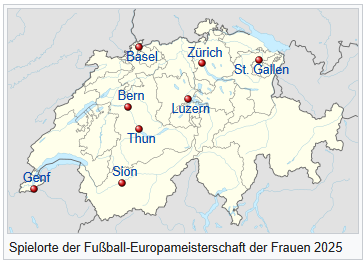 Basel
Zürich
St. Gallen
Bern
Luzern
Thun
Genf
Sion
Spielorte der Fußball-Europameisterschaft der Frauen 2025